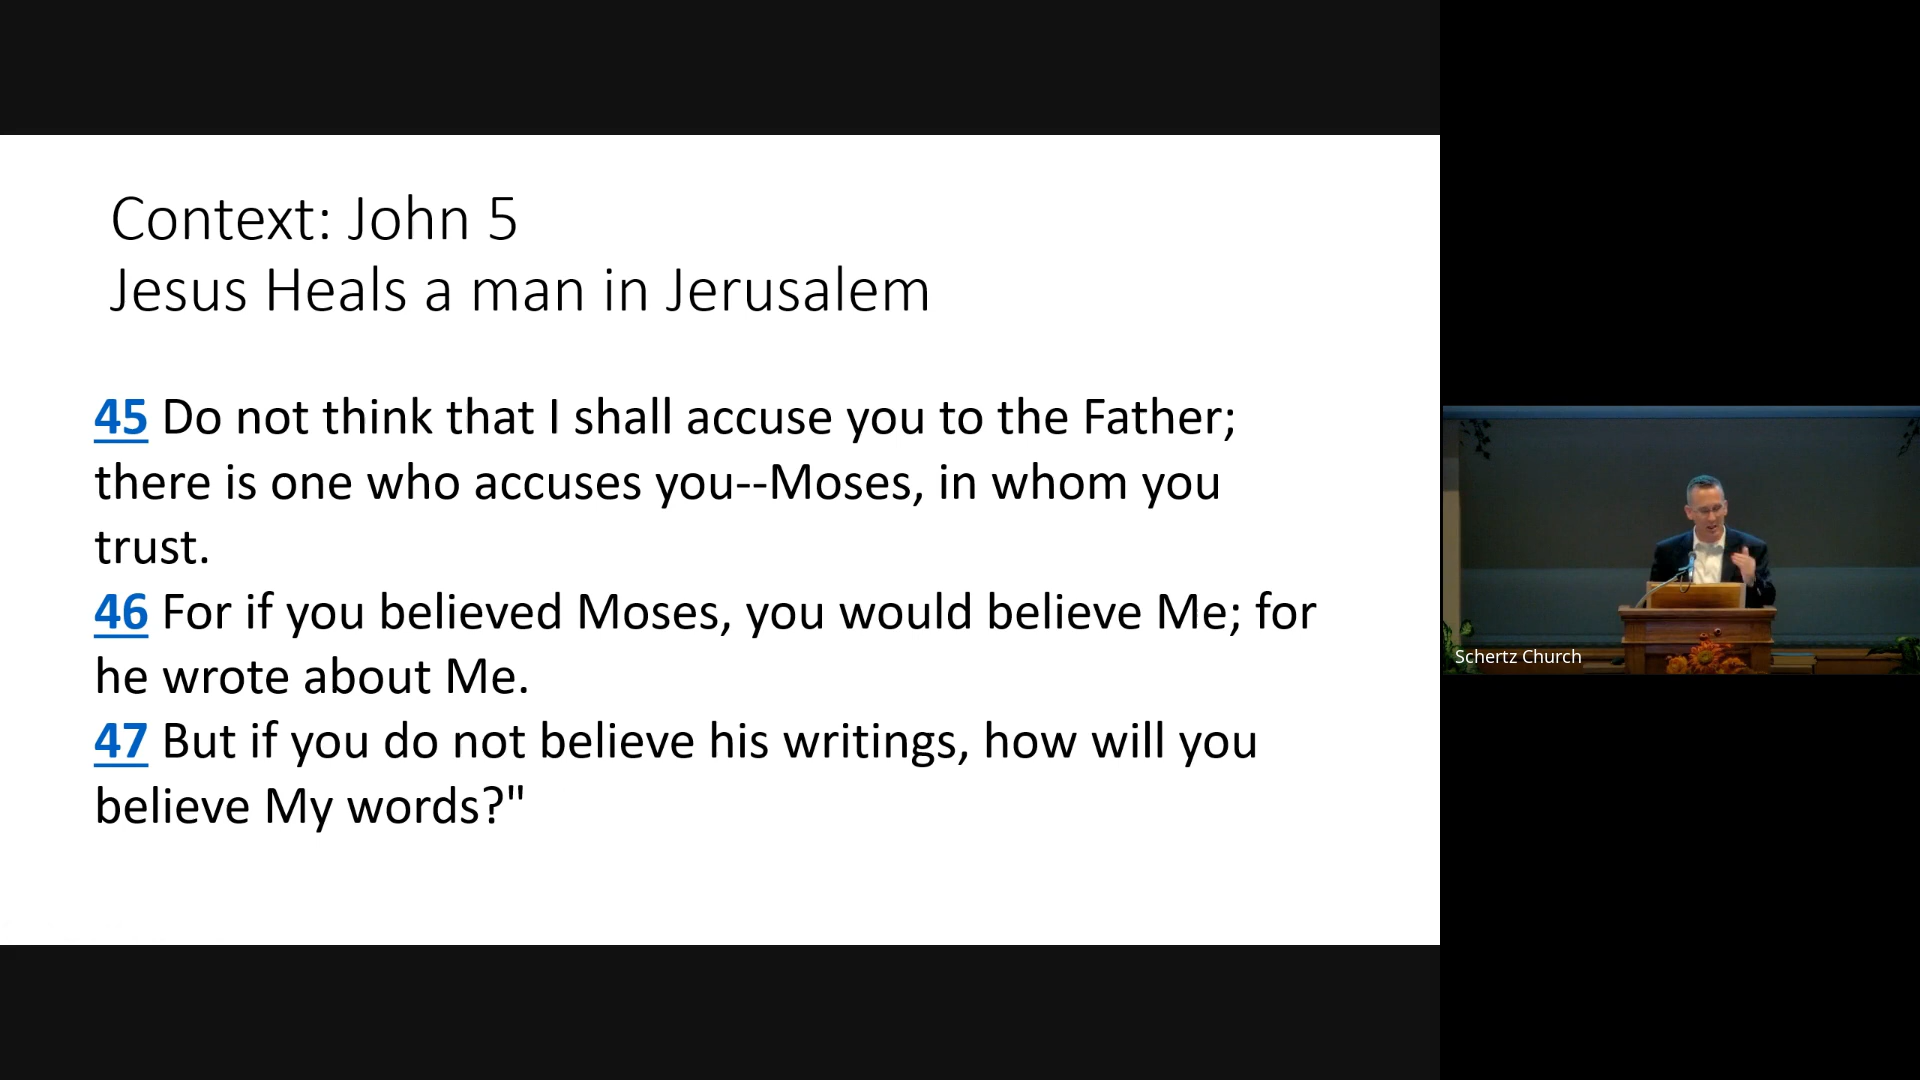 Context: John 5
Jesus Heals a man in Jerusalem
45 Do not think that I shall accuse you to the Father;
there is one who accuses you--Moses, in whom you
trust.
46 For if you believed Moses, you would believe Me; for
he wrote about Me.
47 But if you do not believe his writings, how will you
believe My words?"
Schertz Church